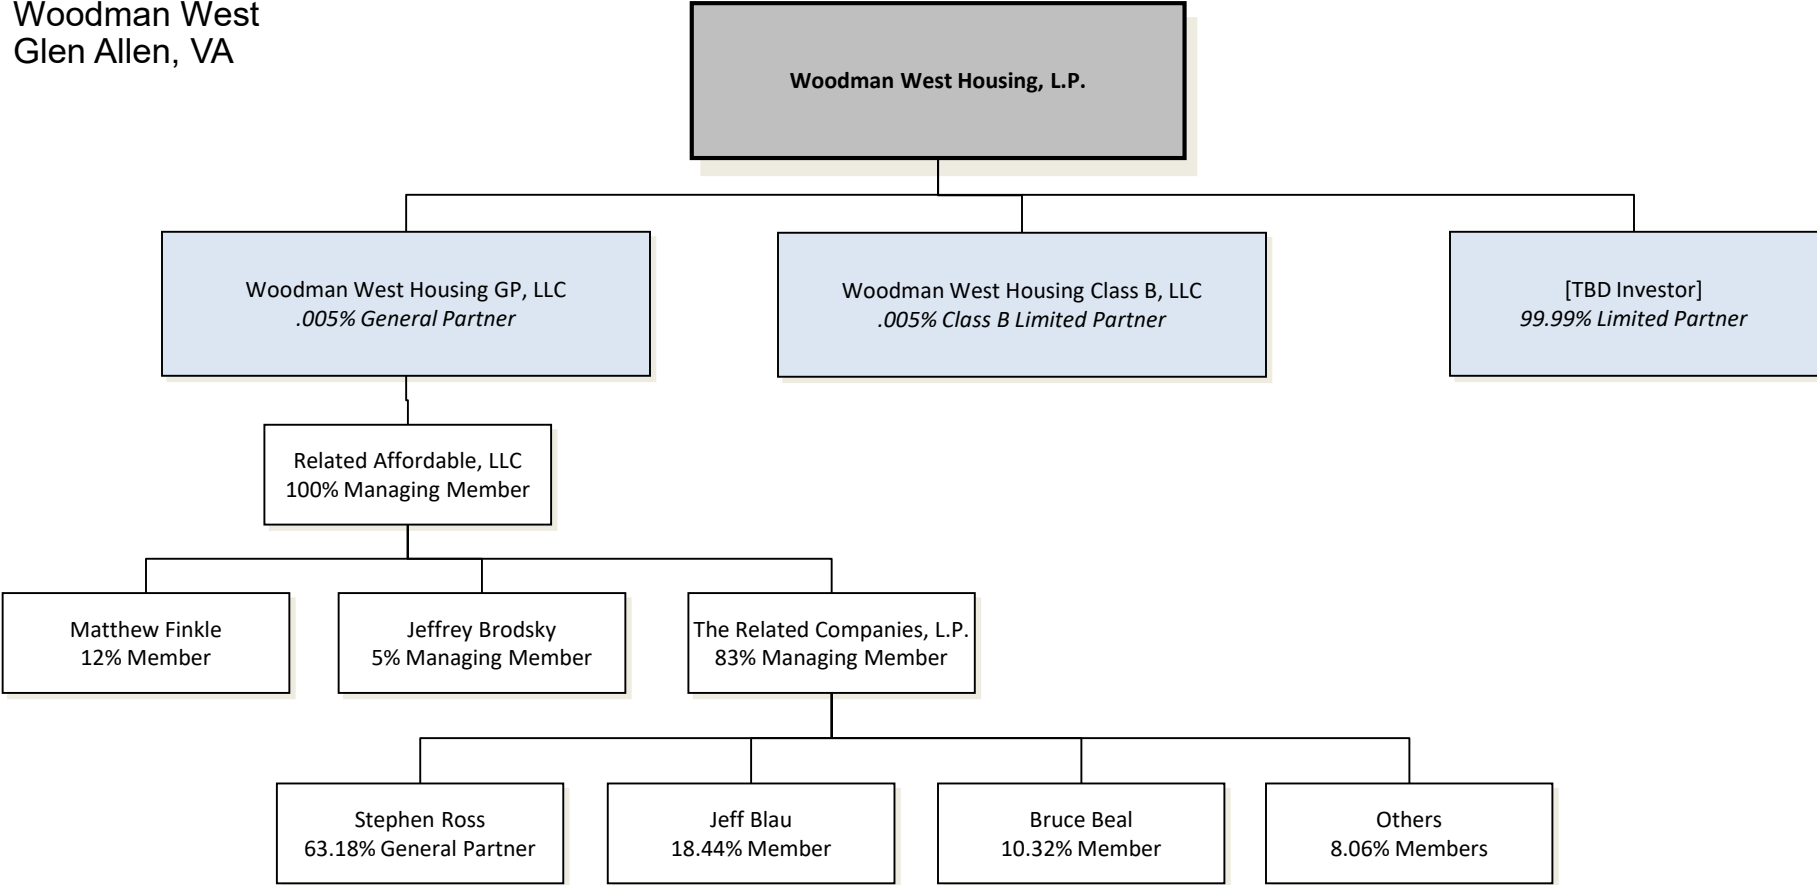 Woodman West
Glen Allen, VA
Woodman West Housing, L.P.
Woodman West Housing GP, LLC
.005% General Partner
Woodman West Housing Class B, LLC
.005% Class B Limited Partner
[TBD Investor]
99.99% Limited Partner
Related Affordable, LLC
100% Managing Member
Matthew Finkle
12% Member
Jeffrey Brodsky
5% Managing Member
The Related Companies, L.P.
83% Managing Member
Stephen Ross
63.18% General Partner
Jeff Blau
18.44% Member
Bruce Beal
10.32% Member
Others
8.06% Members